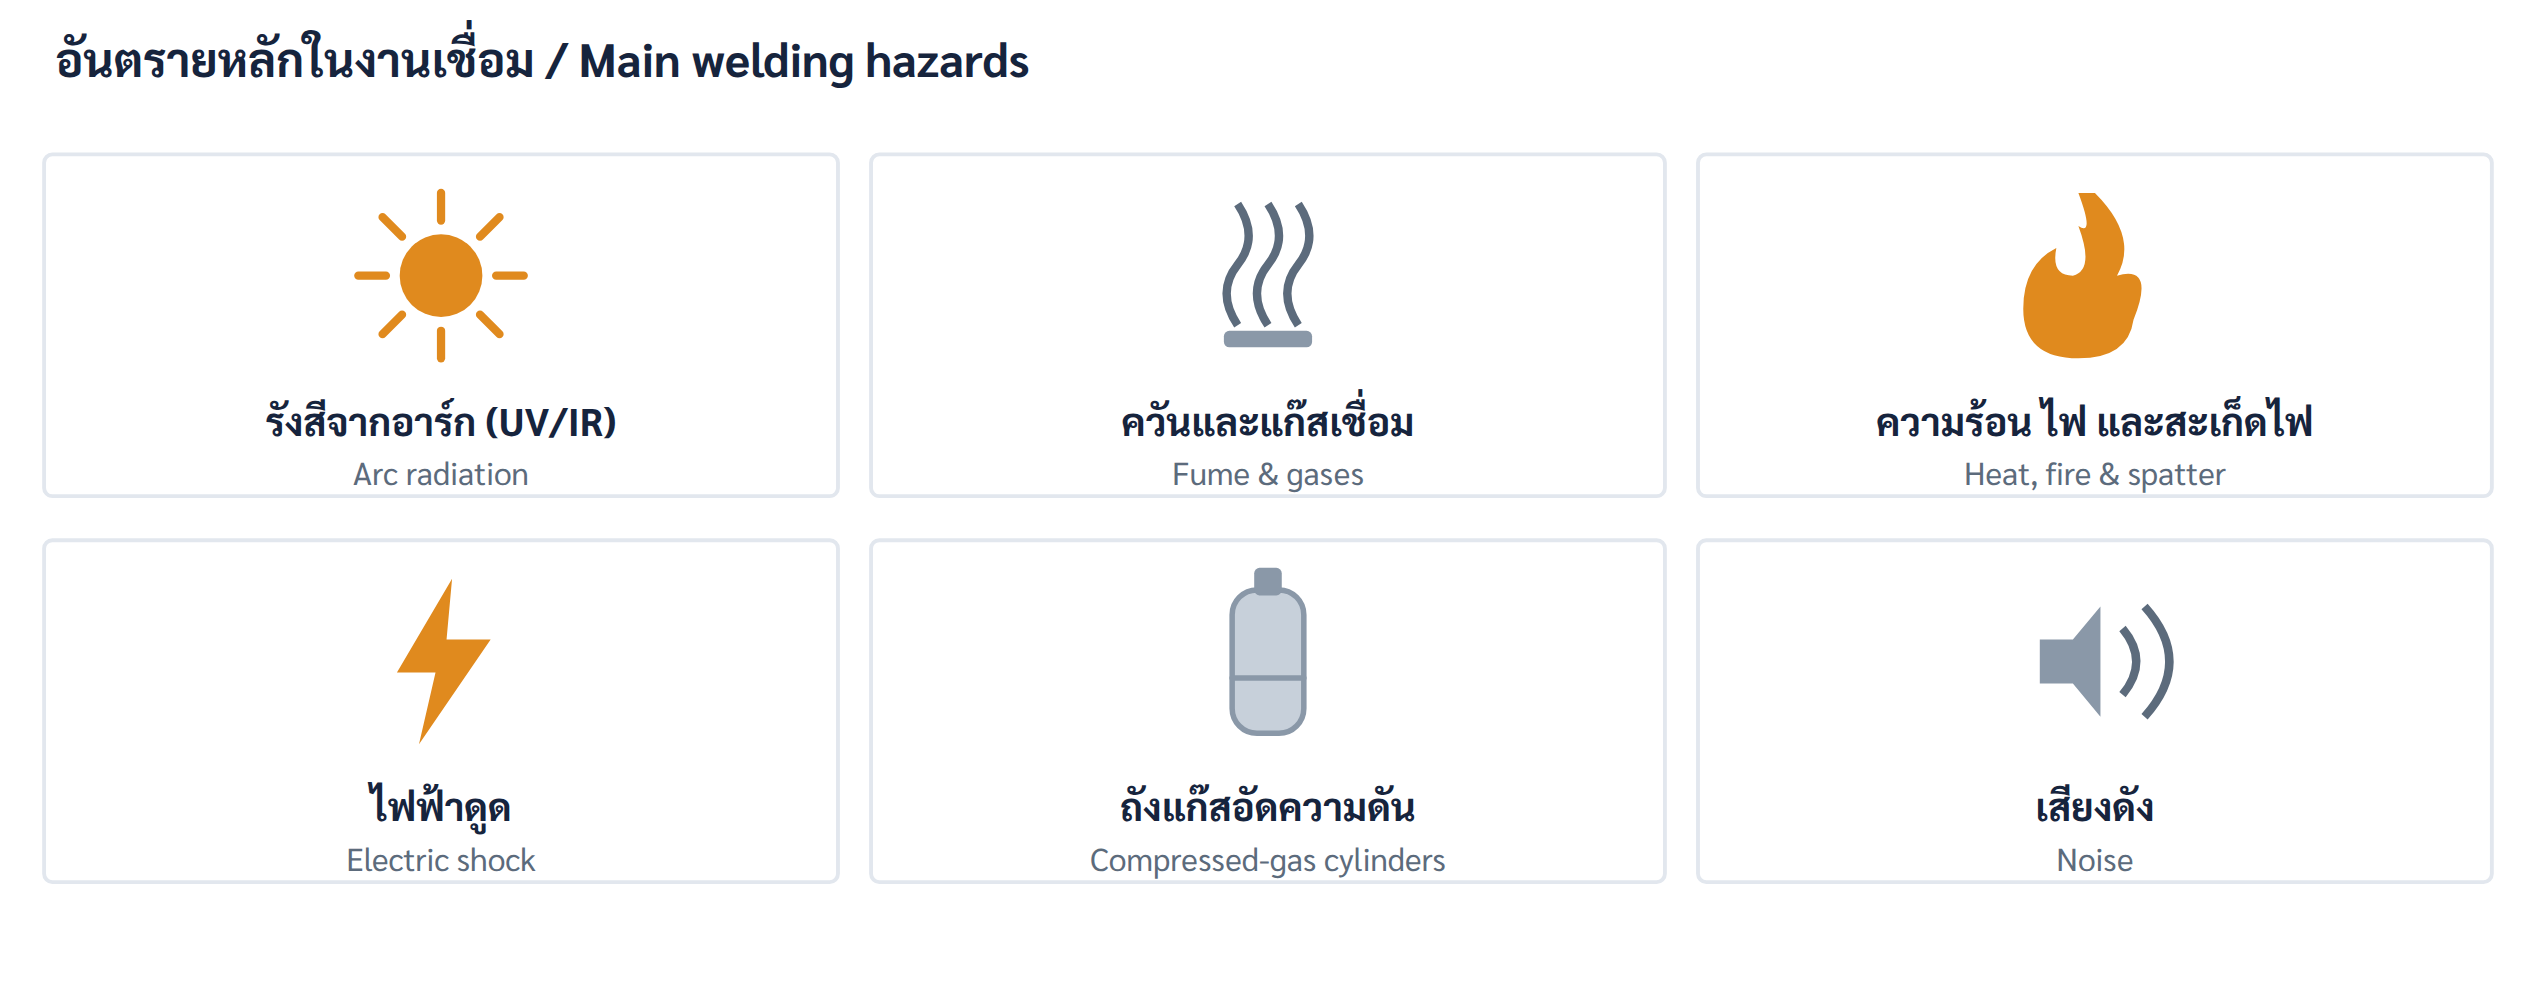 อันตรายหลักในงานเชื่อม / Main welding hazards
รังสีจากอาร์ก (UV/IR)
Arc radiation
ควันและแก๊สเชื่อม
Fume & gases
ความร้อน ไฟ และสะเก็ดไฟ
Heat, fire & spatter
ไฟฟ้าดูด
Electric shock
ถังแก๊สอัดความดัน
Compressed-gas cylinders
เสียงดัง
Noise